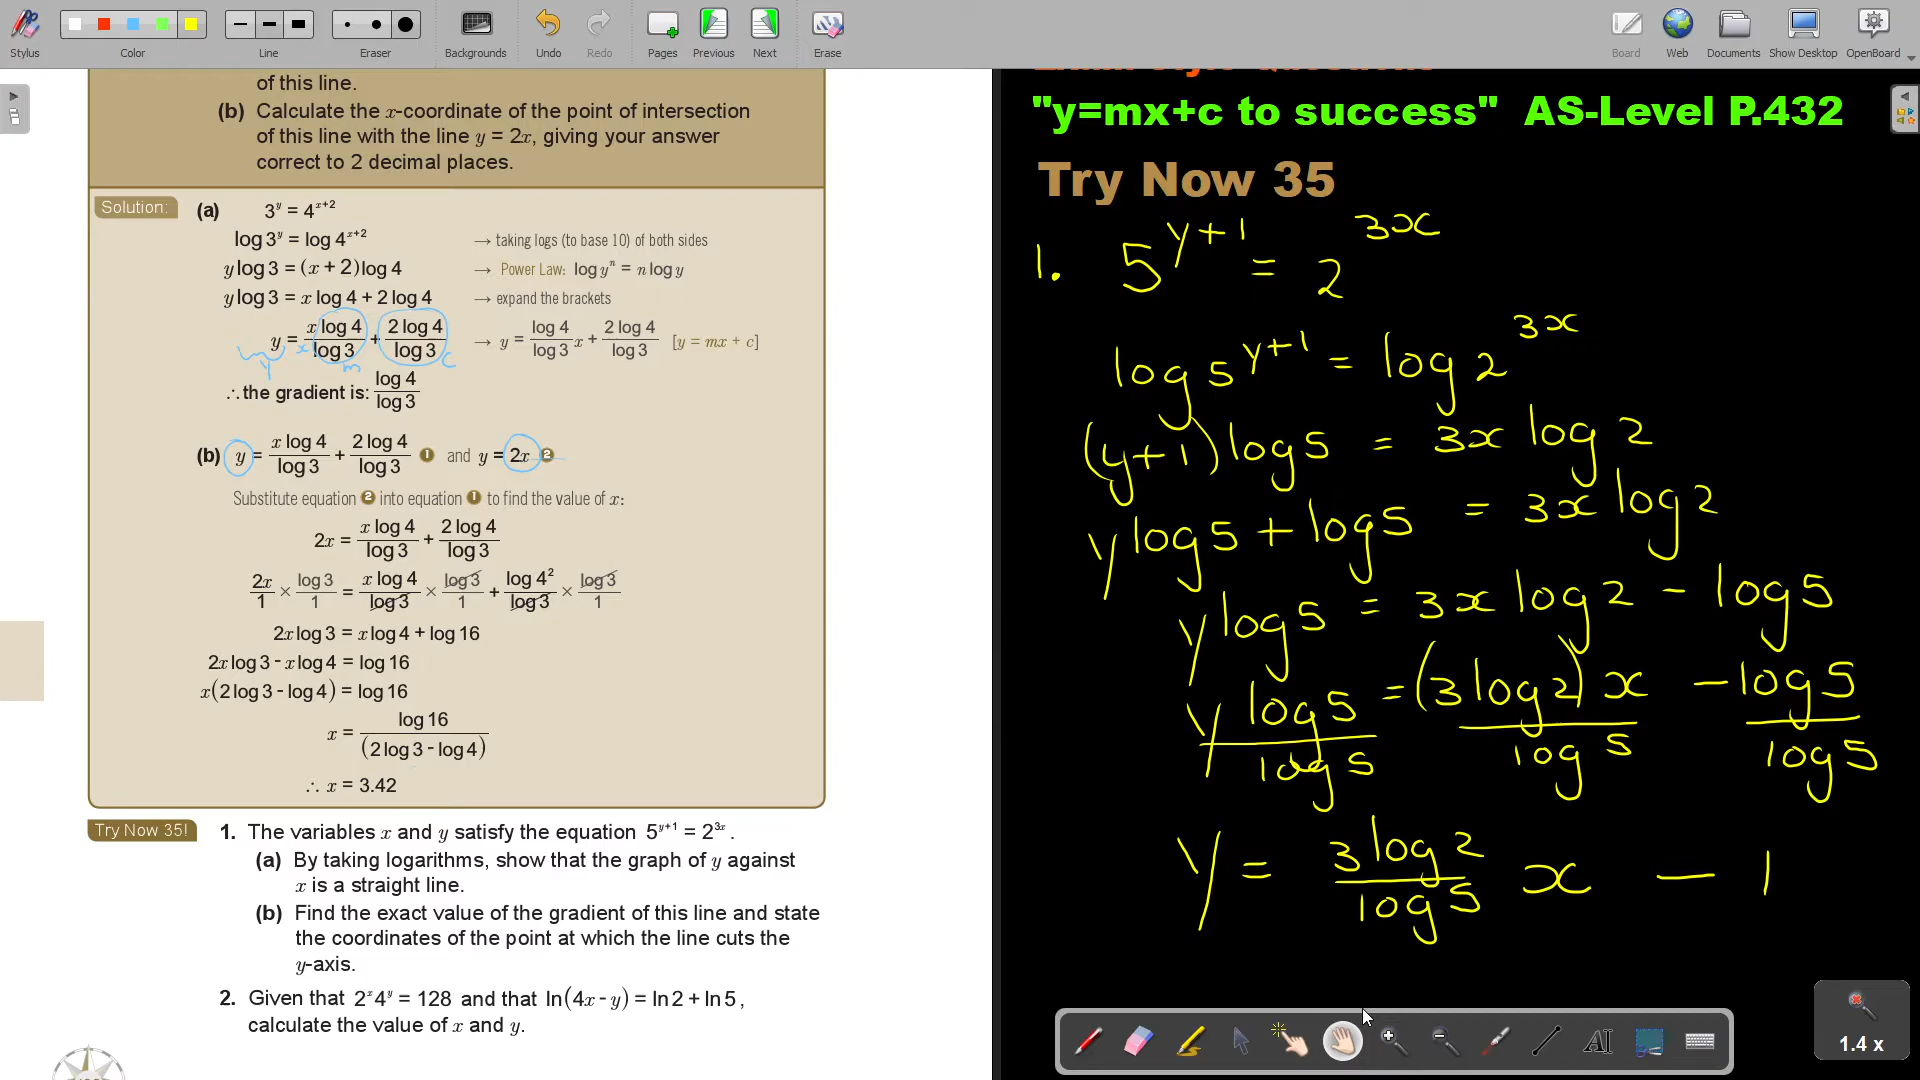 Stylus Color Line Eraser Backgrounds Undo Redo Pages Previous Next Erase Board Web Documents Show Desktop OpenBoard
of this line.
(b) Calculate the x-coordinate of the point of intersection
of this line with the line y = 2x, giving your answer
correct to 2 decimal places.
Solution:
(a) 3^y = 4^(x+2)
log 3^y = log 4^(x+2) → taking logs (to base 10) of both sides
y log 3 = (x + 2) log 4 → Power Law: log y^n = n log y
y log 3 = x log 4 + 2 log 4 → expand the brackets
y = x log 4 / log 3 + 2 log 4 / log 3 → y = log 4 / log 3 x + 2 log 4 / log 3 [y = mx + c]
y x m c
∴ the gradient is: log 4 / log 3
(b) y = x log 4 / log 3 + 2 log 4 / log 3 1 and y = 2x 2
Substitute equation 2 into equation 1 to find the value of x:
2x = x log 4 / log 3 + 2 log 4 / log 3
2x / 1 × log 3 / 1 = x log 4 / log 3 × log 3 / 1 + log 4² / log 3 × log 3 / 1
2x log 3 = x log 4 + log 16
2x log 3 - x log 4 = log 16
x(2 log 3 - log 4) = log 16
x = log 16 / (2 log 3 - log 4)
∴ x = 3.42
Try Now 35!
1. The variables x and y satisfy the equation 5^(y+1) = 2^(3x).
(a) By taking logarithms, show that the graph of y against
x is a straight line.
(b) Find the exact value of the gradient of this line and state
the coordinates of the point at which the line cuts the
y-axis.
2. Given that 2^x 4^y = 128 and that ln(4x - y) = ln 2 + ln 5,
calculate the value of x and y.
"y=mx+c to success" AS-Level P.432
Try Now 35
1. 5^(y+1) = 2^(3x)
log 5^(y+1) = log 2^(3x)
(y+1) log 5 = 3x log 2
y log 5 + log 5 = 3x log 2
y log 5 = 3x log 2 - log 5
y log 5 / log 5 = (3 log 2) x / log 5 - log 5 / log 5
y = 3 log 2 / log 5 x - 1
1.4 x